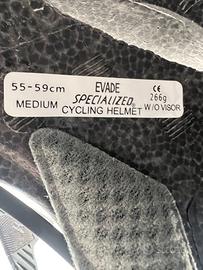 55-59cm EVADE CE
MEDIUM SPECIALIZED® 266g
CYCLING HELMET W/O VISOR